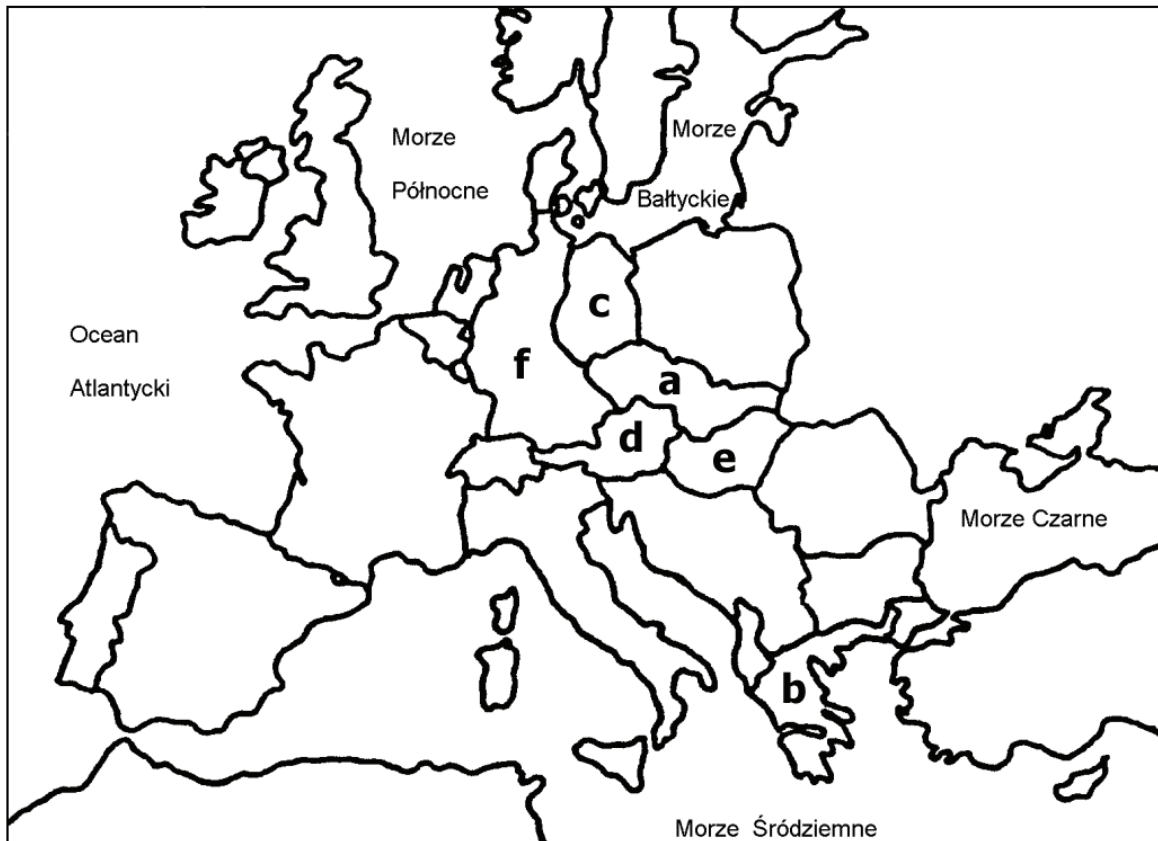 Morze
Północne
Morze
Bałtyckie
Ocean
Atlantycki
c
f
a
d
e
Morze Czarne
b
Morze Śródziemne